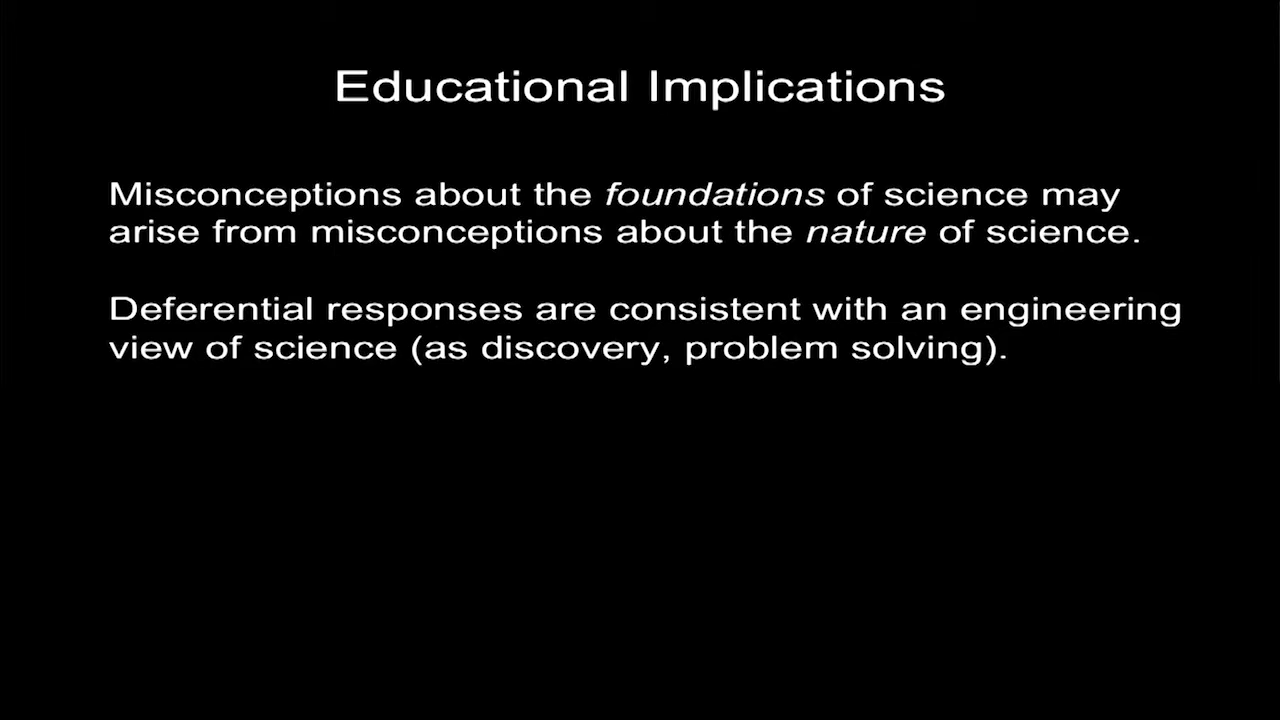 Educational Implications
Misconceptions about the foundations of science may
arise from misconceptions about the nature of science.
Deferential responses are consistent with an engineering
view of science (as discovery, problem solving).